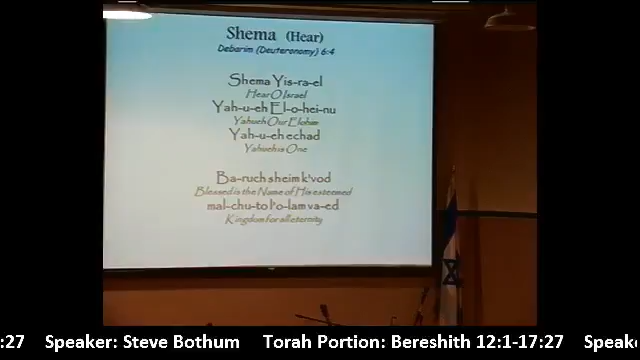 Shema (Hear)
Debarim (Deuteronomy) 6:4
Shema Yis-ra-el
Hear O Israel
Yah-u-eh El-o-hei-nu
Yahueh Our Elohim
Yah-u-eh echad
Yahueh is One
Ba-ruch sheim k'vod
Blessed is the Name of His esteemed
mal-chu-to l'o-lam va-ed
Kingdom for all eternity
:27 Speaker: Steve Bothum Torah Portion: Bereshith 12:1-17:27 Speake